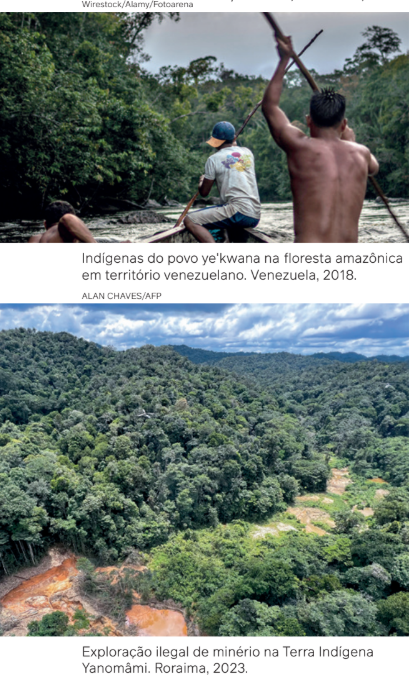 Wirestock/Alamy/Fotoarena
Indígenas do povo ye'kwana na floresta amazônica
em território venezuelano. Venezuela, 2018.
ALAN CHAVES/AFP
Exploração ilegal de minério na Terra Indígena
Yanomâmi. Roraima, 2023.